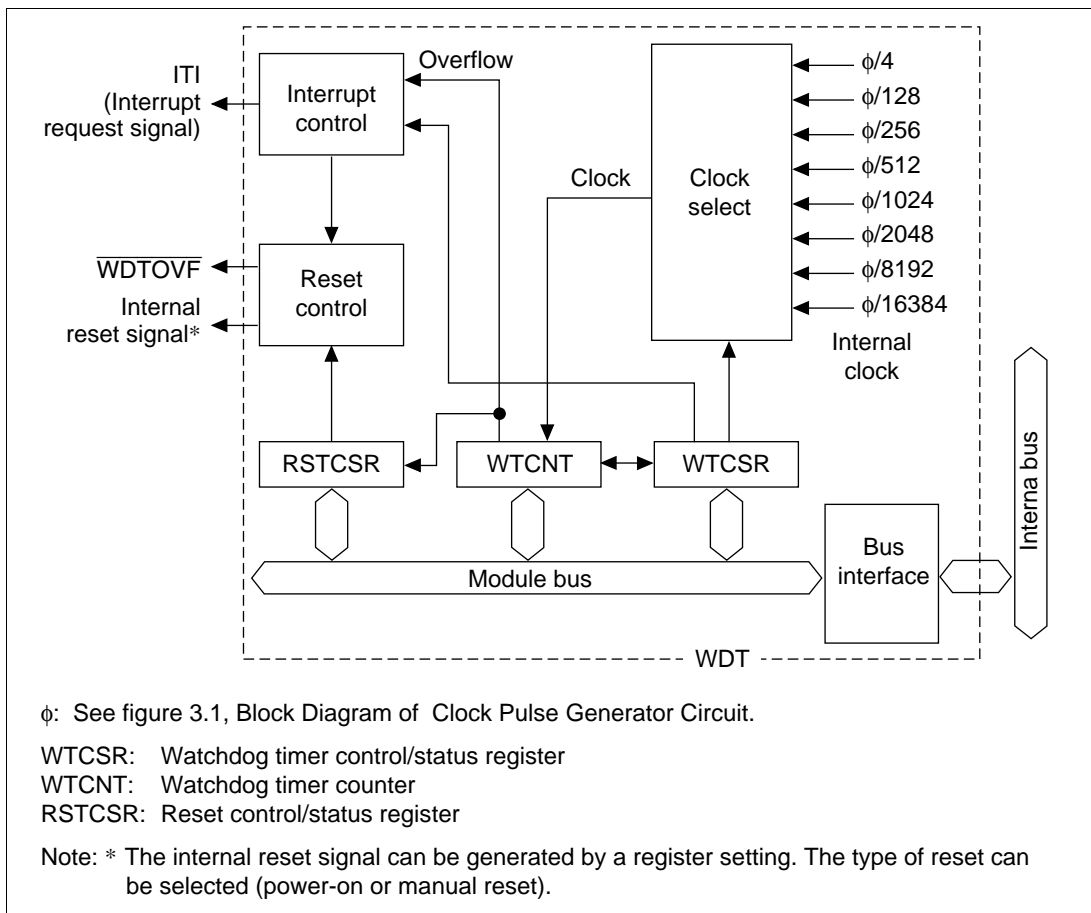 ITI
(Interrupt
request signal)
Interrupt
control
Overflow
Clock
Clock
select
ϕ/4
ϕ/128
ϕ/256
ϕ/512
ϕ/1024
ϕ/2048
ϕ/8192
ϕ/16384
Internal
clock
WDTOVF
Internal
reset signal*
Reset
control
RSTCSR
WTCNT
WTCSR
Module bus
Bus
interface
Interna bus
WDT
ϕ: See figure 3.1, Block Diagram of Clock Pulse Generator Circuit.
WTCSR: Watchdog timer control/status register
WTCNT: Watchdog timer counter
RSTCSR: Reset control/status register
Note: * The internal reset signal can be generated by a register setting. The type of reset can
be selected (power-on or manual reset).